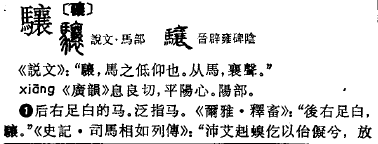 驤〔驤〕
説文·馬部　晉辟雍碑陰
《説文》：“驤，馬之低仰也。从馬，襄聲。”
xiāng《廣韻》息良切，平陽心。陽部。
❶后右足白的马。泛指马。《爾雅·釋畜》：“後右足白，
驤。”《史記·司馬相如列傳》：“沛艾赳螑仡以佁儗兮，放